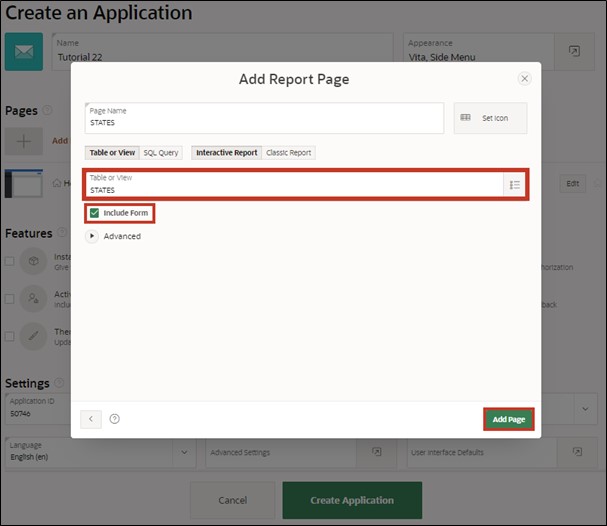 Create an Application
Name
Tutorial 22
Appearance
Vita, Side Menu
Add Report Page
Page Name
STATES
Set Icon
Pages
Add
Table or View SQL Query Interactive Report Classic Report
Table or View
STATES
Edit
Include Form
Advanced
Features
Insta
Give
horization
Activ
Inclu
back
Ther
Upda
Settings
Application ID
50746
Add Page
Language
English (en)
Advanced Settings
User Interface Defaults
Cancel Create Application